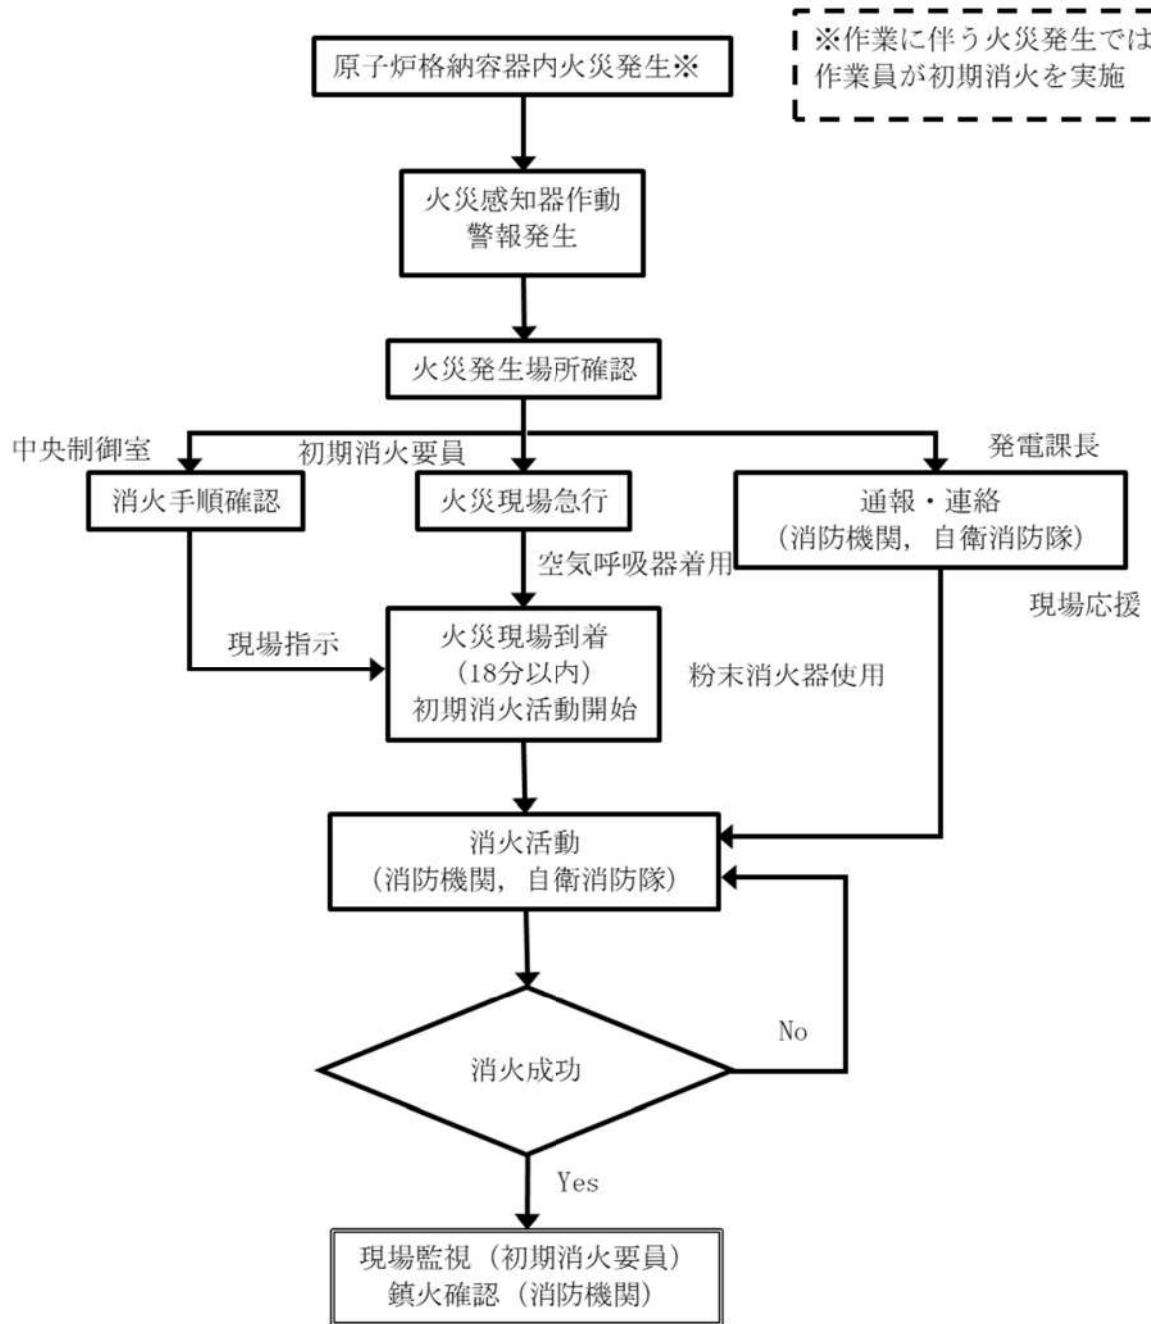 ※作業に伴う火災発生では
作業員が初期消火を実施
原子炉格納容器内火災発生※
火災感知器作動
警報発生
火災発生場所確認
中央制御室
初期消火要員
発電課長
消火手順確認
火災現場急行
通報・連絡
(消防機関，自衛消防隊)
空気呼吸器着用
現場応援
現場指示
火災現場到着
(18分以内)
初期消火活動開始
粉末消火器使用
消火活動
(消防機関，自衛消防隊)
消火成功
No
Yes
現場監視（初期消火要員）
鎮火確認（消防機関）